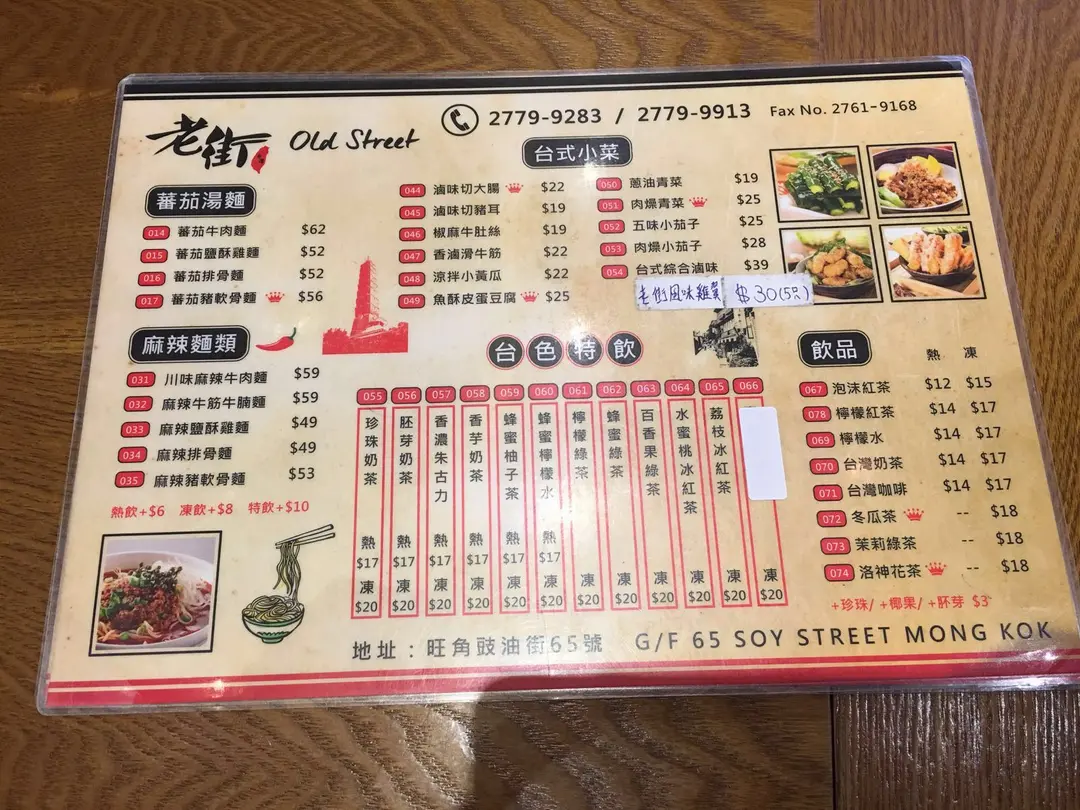 老街 Old Street
2779-9283 / 2779-9913 Fax No. 2761-9168
蕃茄湯麵
014 蕃茄牛肉麵 $62
015 蕃茄鹽酥雞麵 $52
016 蕃茄排骨麵 $52
017 蕃茄豬軟骨麵 $56
麻辣麵類
031 川味麻辣牛肉麵 $59
032 麻辣牛筋牛腩麵 $59
033 麻辣鹽酥雞麵 $49
034 麻辣排骨麵 $49
035 麻辣豬軟骨麵 $53
熱飲+$6 凍飲+$8 特飲+$10
台式小菜
044 滷味切大腸 $22
045 滷味切豬耳 $19
046 椒麻牛肚絲 $19
047 香滷滑牛筋 $22
048 涼拌小黃瓜 $22
049 魚酥皮蛋豆腐 $25
050 蔥油青菜 $19
051 肉燥青菜 $25
052 五味小茄子 $25
053 肉燥小茄子 $28
054 台式綜合滷味 $39
老街風味雞 $30(5只)
台色特飲
055 珍珠奶茶 熱 $17 凍 $20
056 胚芽奶茶 熱 $17 凍 $20
057 香濃朱古力 熱 $17 凍 $20
058 香芋奶茶 熱 $17 凍 $20
059 蜂蜜柚子茶 熱 $17 凍 $20
060 蜂蜜檸檬水 熱 $17 凍 $20
061 檸檬綠茶 凍 $20
062 蜂蜜綠茶 凍 $20
063 百香果綠茶 凍 $20
064 水蜜桃冰紅茶 凍 $20
065 荔枝冰紅茶 凍 $20
066 凍 $20
飲品
熱 凍
067 泡沫紅茶 $12 $15
078 檸檬紅茶 $14 $17
069 檸檬水 $14 $17
070 台灣奶茶 $14 $17
071 台灣咖啡 $14 $17
072 冬瓜茶 -- $18
073 茉莉綠茶 -- $18
074 洛神花茶 -- $18
+珍珠/ +椰果/ +胚芽 $3
地址：旺角豉油街65號 G/F 65 SOY STREET MONG KOK